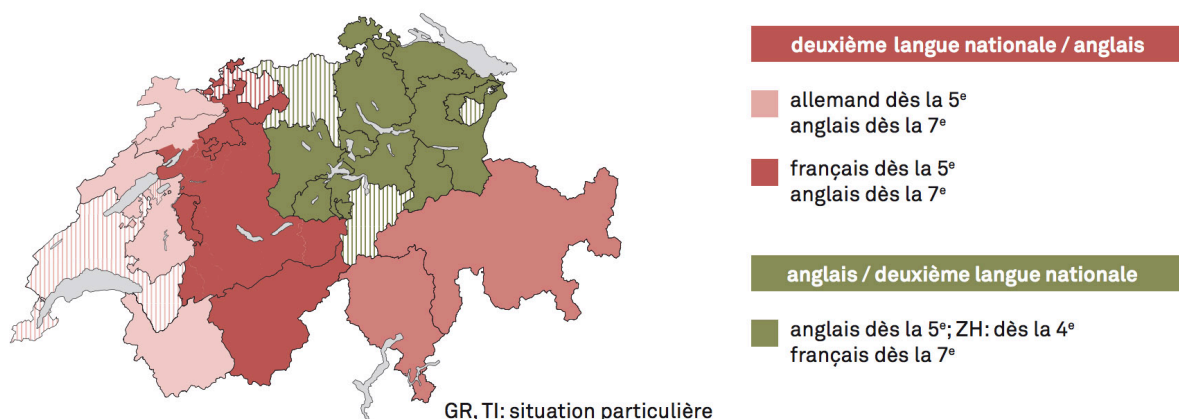 deuxième langue nationale / anglais
allemand dès la 5ᵉ
anglais dès la 7ᵉ
français dès la 5ᵉ
anglais dès la 7ᵉ
anglais / deuxième langue nationale
anglais dès la 5ᵉ; ZH: dès la 4ᵉ
français dès la 7ᵉ
GR, TI: situation particulière